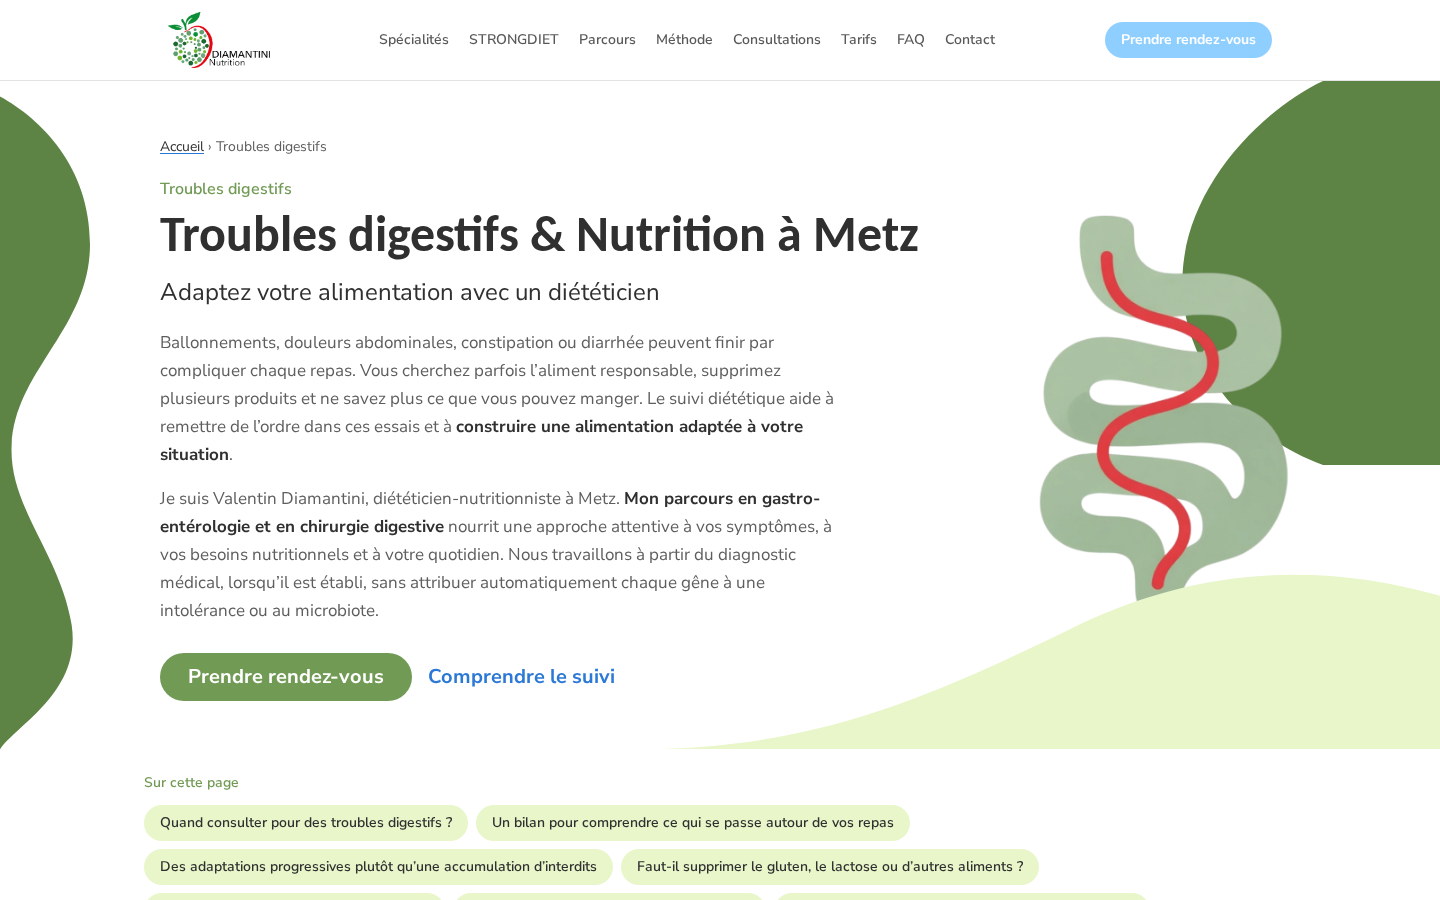 DIAMANTINI
Nutrition
Spécialités STRONGDIET Parcours Méthode Consultations Tarifs FAQ Contact
Prendre rendez-vous
Accueil › Troubles digestifs
Troubles digestifs
Troubles digestifs & Nutrition à Metz
Adaptez votre alimentation avec un diététicien
Ballonnements, douleurs abdominales, constipation ou diarrhée peuvent finir par
compliquer chaque repas. Vous cherchez parfois l’aliment responsable, supprimez
plusieurs produits et ne savez plus ce que vous pouvez manger. Le suivi diététique aide à
remettre de l’ordre dans ces essais et à construire une alimentation adaptée à votre
situation.
Je suis Valentin Diamantini, diététicien-nutritionniste à Metz. Mon parcours en gastro-
entérologie et en chirurgie digestive nourrit une approche attentive à vos symptômes, à
vos besoins nutritionnels et à votre quotidien. Nous travaillons à partir du diagnostic
médical, lorsqu’il est établi, sans attribuer automatiquement chaque gêne à une
intolérance ou au microbiote.
Prendre rendez-vous Comprendre le suivi
Sur cette page
Quand consulter pour des troubles digestifs ? Un bilan pour comprendre ce qui se passe autour de vos repas
Des adaptations progressives plutôt qu’une accumulation d’interdits Faut-il supprimer le gluten, le lactose ou d’autres aliments ?